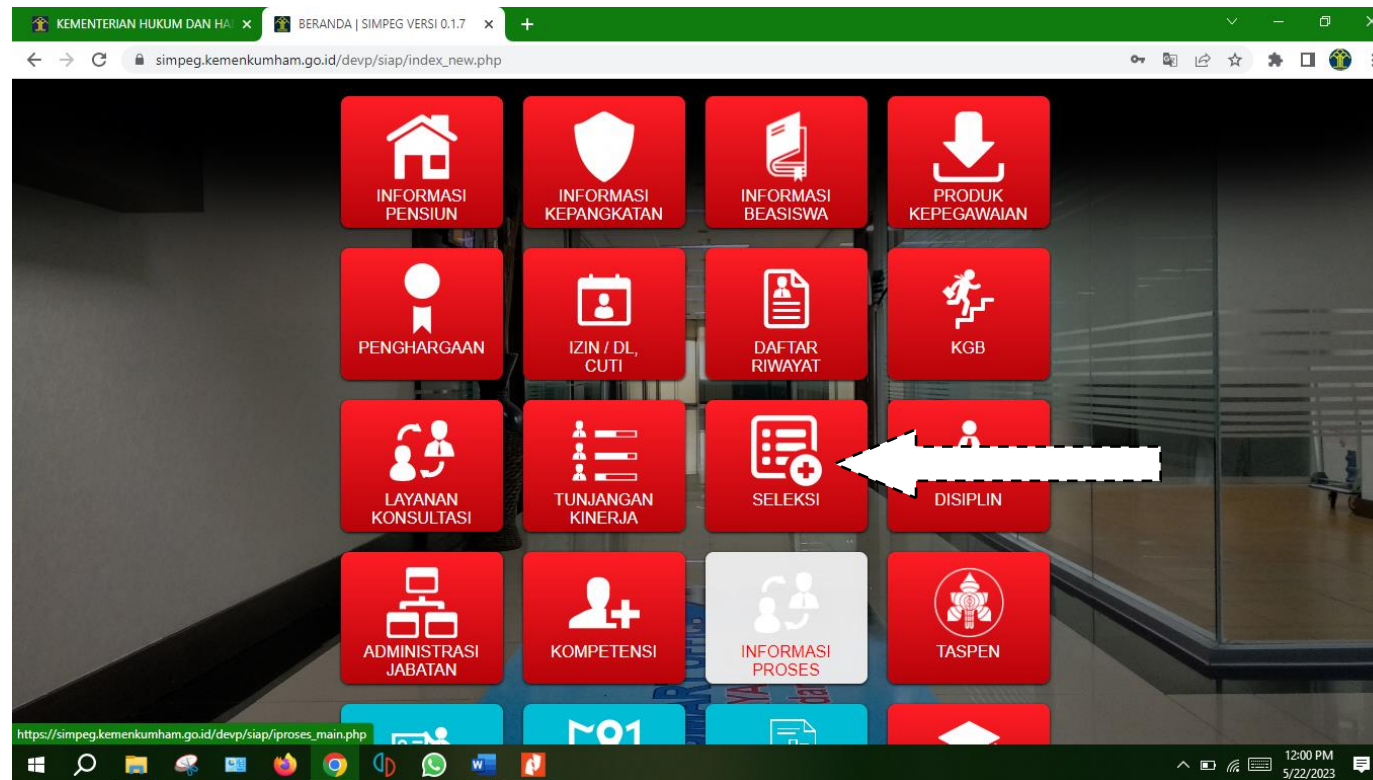 KEMENTERIAN HUKUM DAN HA
BERANDA | SIMPEG VERSI 0.1.7
simpeg.kemenkumham.go.id/devp/siap/index_new.php
INFORMASI
PENSIUN
INFORMASI
KEPANGKATAN
INFORMASI
BEASISWA
PRODUK
KEPEGAWAIAN
PENGHARGAAN
IZIN / DL,
CUTI
DAFTAR
RIWAYAT
KGB
LAYANAN
KONSULTASI
TUNJANGAN
KINERJA
SELEKSI
DISIPLIN
ADMINISTRASI
JABATAN
KOMPETENSI
INFORMASI
PROSES
TASPEN
https://simpeg.kemenkumham.go.id/devp/siap/iproses_main.php
12:00 PM
5/22/2023